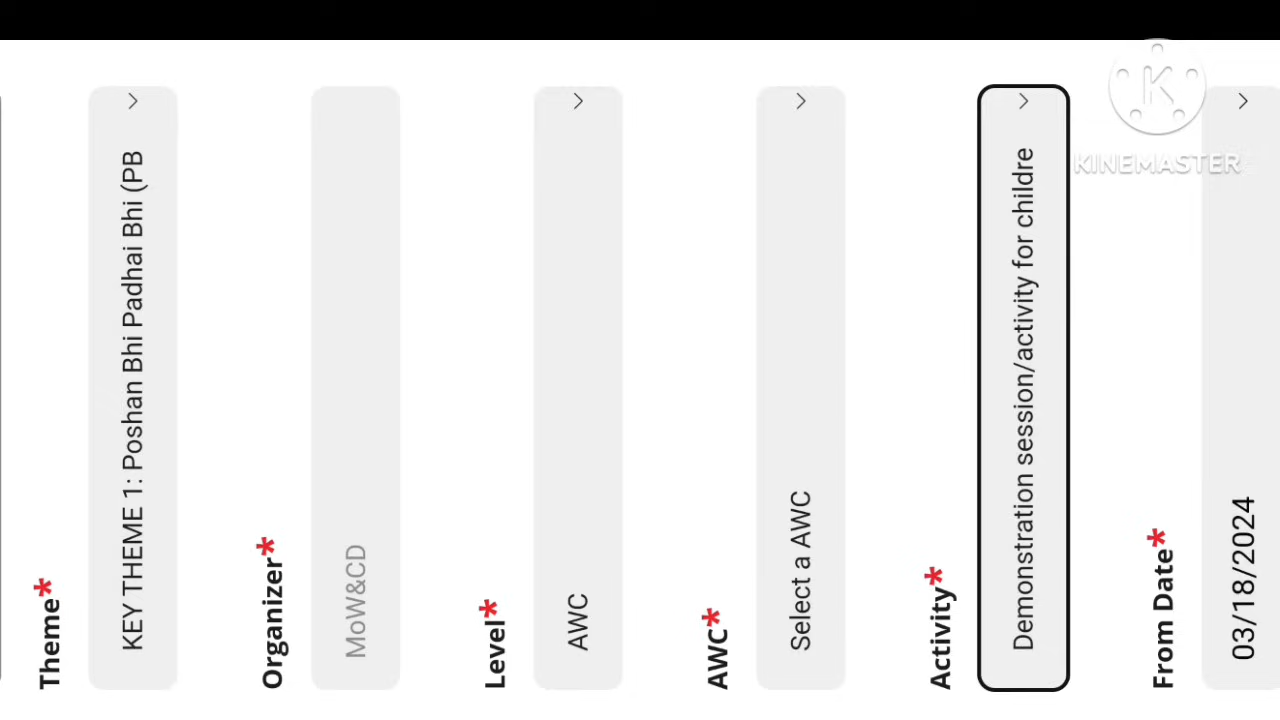 Theme*
KEY THEME 1: Poshan Bhi Padhai Bhi (PB
Organizer*
MoW&CD
Level*
AWC
AWC*
Select a AWC
Activity*
Demonstration session/activity for childre
From Date*
03/18/2024
KINEMASTER